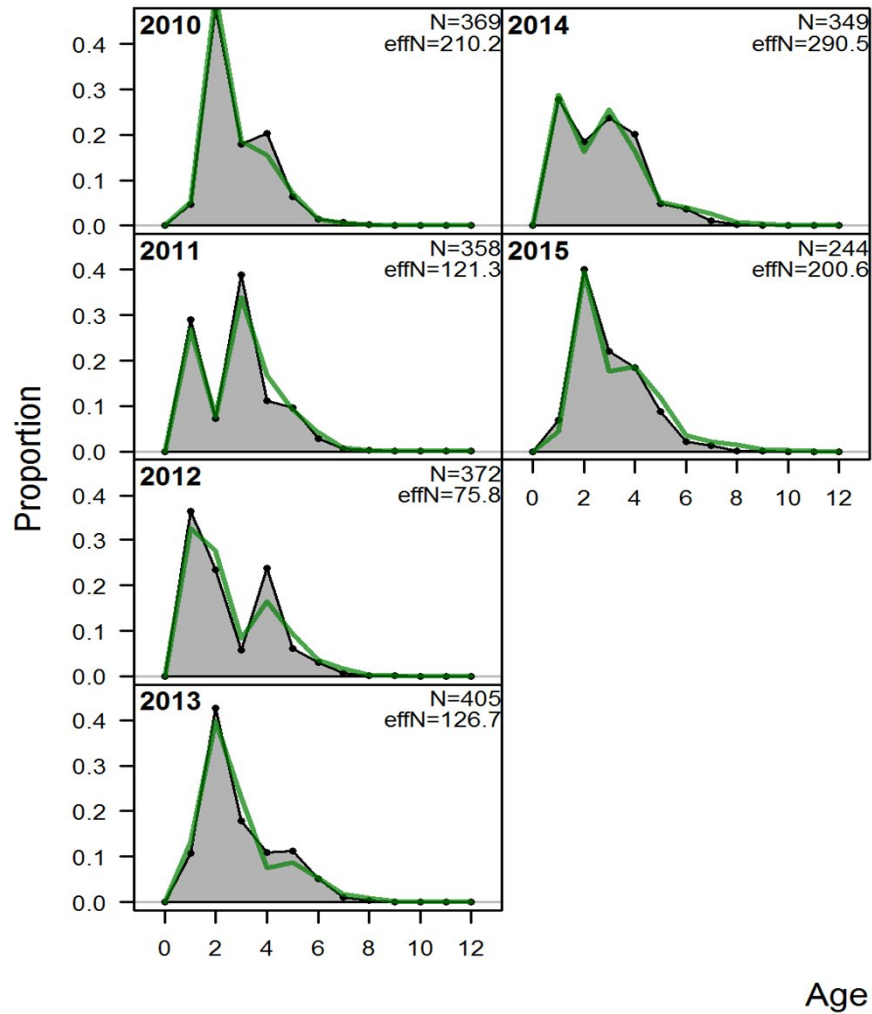 Proportion
2010
N=369
effN=210.2
0.4
0.3
0.2
0.1
0.0
2014
N=349
effN=290.5
2011
N=358
effN=121.3
0.4
0.3
0.2
0.1
0.0
2015
N=244
effN=200.6
0 2 4 6 8 10 12
2012
N=372
effN=75.8
0.4
0.3
0.2
0.1
0.0
2013
N=405
effN=126.7
0.4
0.3
0.2
0.1
0.0
0 2 4 6 8 10 12
Age